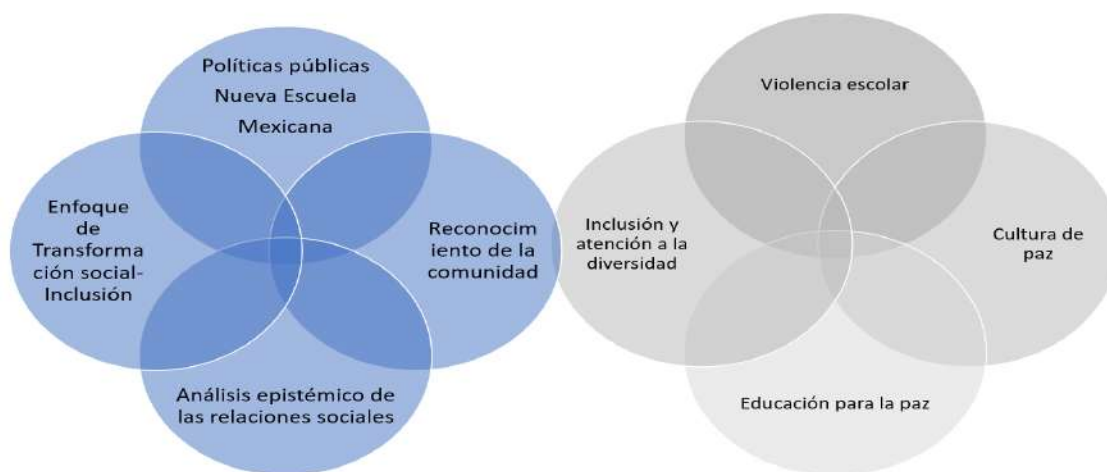 Políticas públicas
Nueva Escuela
Mexicana
Enfoque
de
Transforma
ción social-
Inclusión
Reconocim
iento de la
comunidad
Análisis epistémico de
las relaciones sociales
Violencia escolar
Inclusión y
atención a la
diversidad
Cultura de
paz
Educación para la paz